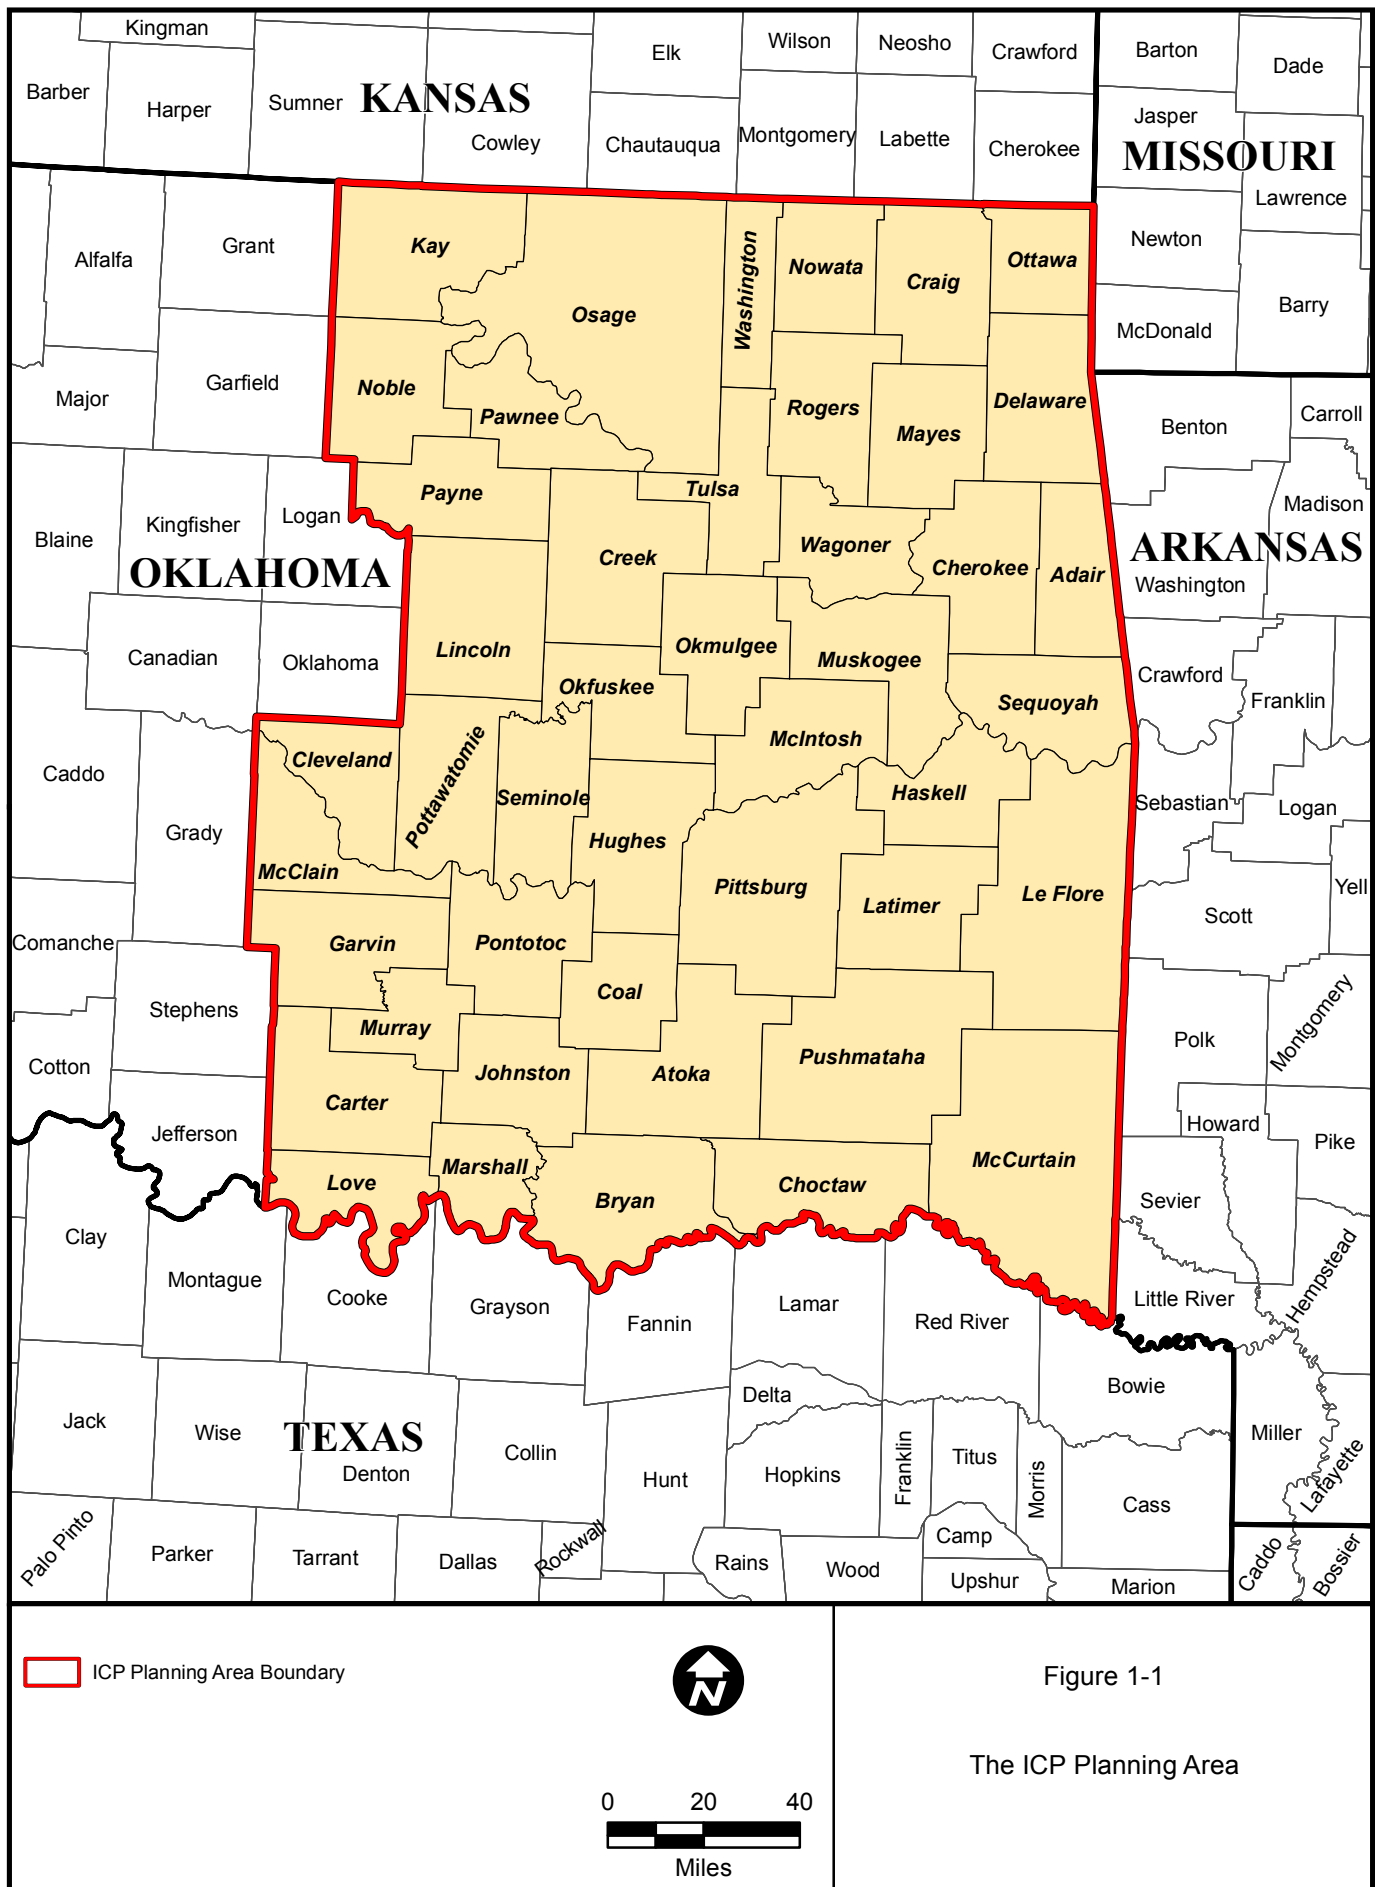 Kingman
Elk
Wilson
Neosho
Crawford
Barton
Dade
Barber
Harper
Sumner
KANSAS
Cowley
Chautauqua
Montgomery
Labette
Cherokee
Jasper
MISSOURI
Lawrence
Alfalfa
Grant
Kay
Osage
Washington
Nowata
Craig
Ottawa
Newton
Barry
McDonald
Major
Garfield
Noble
Pawnee
Rogers
Mayes
Delaware
Benton
Carroll
Blaine
Kingfisher
Logan
Payne
Tulsa
Madison
OKLAHOMA
Creek
Wagoner
Cherokee
Adair
ARKANSAS
Washington
Canadian
Oklahoma
Lincoln
Okfuskee
Okmulgee
Muskogee
Sequoyah
Crawford
Franklin
Caddo
Grady
Cleveland
Pottawatomie
Seminole
McIntosh
Haskell
Sebastian
Logan
McClain
Hughes
Pittsburg
Latimer
Le Flore
Yell
Scott
Comanche
Garvin
Pontotoc
Coal
Stephens
Murray
Montgomery
Cotton
Johnston
Atoka
Pushmataha
Polk
Jefferson
Carter
Howard
Pike
Love
Marshall
Bryan
Choctaw
McCurtain
Sevier
Clay
Montague
Cooke
Grayson
Fannin
Lamar
Red River
Little River
Hempstead
Jack
Wise
TEXAS
Denton
Collin
Hunt
Delta
Hopkins
Franklin
Titus
Morris
Bowie
Cass
Miller
Lafayette
Palo Pinto
Parker
Tarrant
Dallas
Rockwall
Rains
Wood
Camp
Upshur
Marion
Caddo
Bossier
ICP Planning Area Boundary
N
0 20 40
Miles
Figure 1-1
The ICP Planning Area